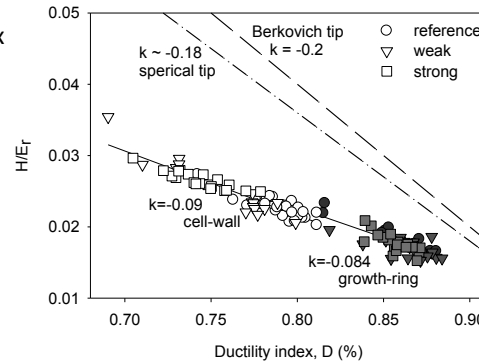 x
0.05
0.04
0.03
0.02
0.01
H/Er
Berkovich tip
k = -0.2
k ~ -0.18
sperical tip
reference
weak
strong
k=-0.09
cell-wall
k=-0.084
growth-ring
0.70 0.75 0.80 0.85 0.90
Ductility index, D (%)